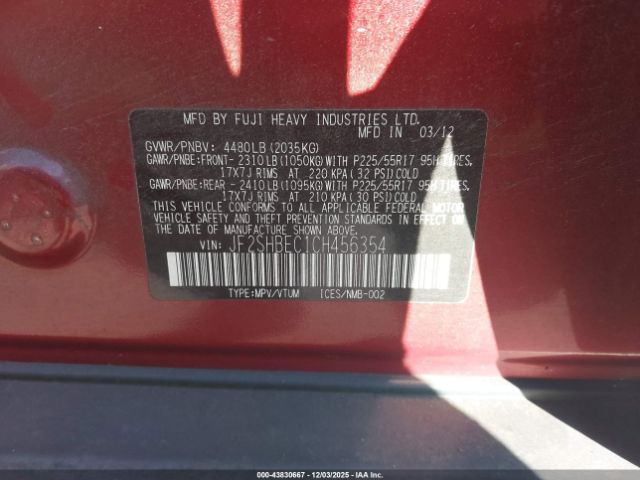 MFD BY FUJI HEAVY INDUSTRIES LTD.
MFD IN 03/12
GVWR/PNBV: 4480LB(2035KG)
GAWR/PNBE:FRONT- 2310LB(1050KG)WITH P225/55R17 95H TIRES,
17X7J RIMS AT 220 KPA(32 PSI)COLD
GAWR/PNBE:REAR - 2410LB(1095KG)WITH P225/55R17 95H TIRES,
17X7J RIMS AT 210 KPA(30 PSI)COLD
THIS VEHICLE CONFORMS TO ALL APPLICABLE FEDERAL MOTOR
VEHICLE SAFETY AND THEFT PREVENTION STANDARDS IN EFFECT
ON THE DATE OF MANUFACTURE SHOWN ABOVE.
VIN: JF2SHBEC1CH456354
TYPE:MPV/VTUM ICES/NMB-002
00-43830667 - 12/03/2025 - IAAI.COM